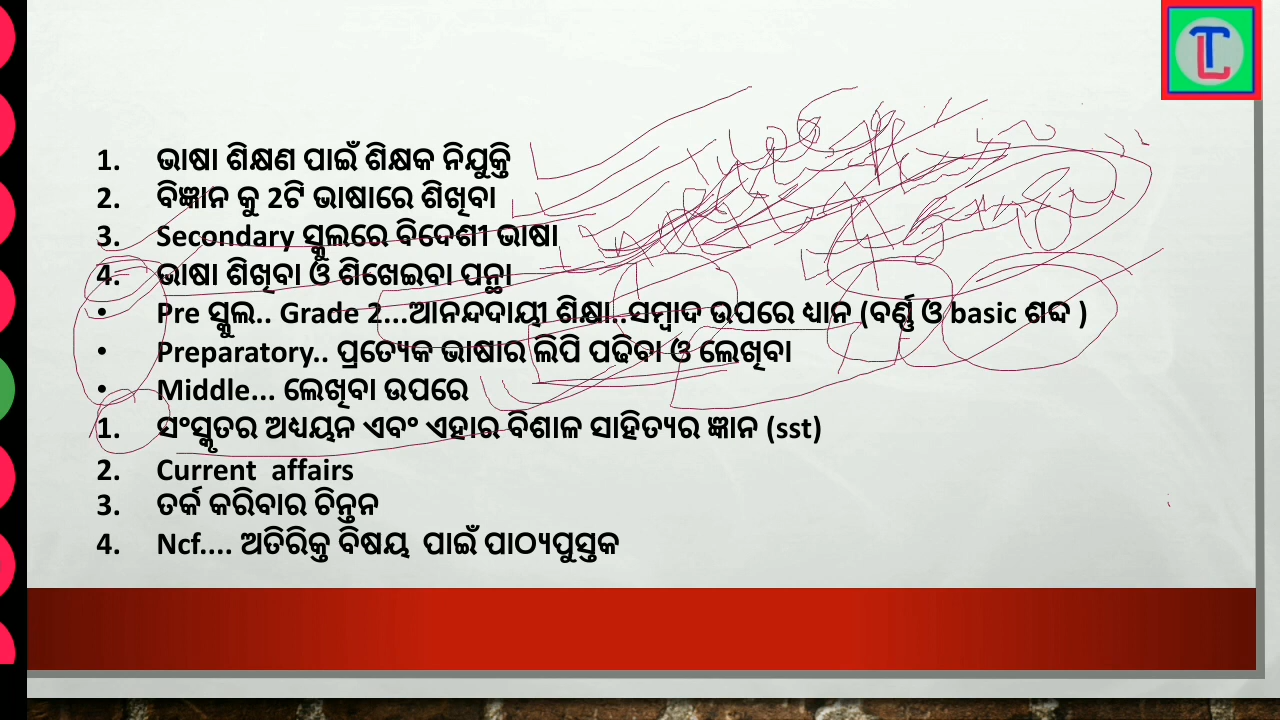 1. ଭାଷା ଶିକ୍ଷଣ ପାଇଁ ଶିକ୍ଷକ ନିଯୁକ୍ତି
2. ବିଜ୍ଞାନ କୁ 2ଟି ଭାଷାରେ ଶିଖିବା
3. Secondary ସ୍କୁଲରେ ବିଦେଶୀ ଭାଷା
4. ଭାଷା ଶିଖିବା ଓ ଶିଖେଇବା ପନ୍ଥା
• Pre ସ୍କୁଲ.. Grade 2...ଆନନ୍ଦଦାୟୀ ଶିକ୍ଷା..ସମ୍ବାଦ ଉପରେ ଧ୍ୟାନ (ବର୍ଣ୍ଣ ଓ basic ଶବ୍ଦ )
• Preparatory.. ପ୍ରତ୍ୟେକ ଭାଷାର ଲିପି ପଢିବା ଓ ଲେଖିବା
• Middle... ଲେଖିବା ଉପରେ
1. ସଂସ୍କୃତର ଅଧ୍ୟୟନ ଏବଂ ଏହାର ବିଶାଳ ସାହିତ୍ୟର ଜ୍ଞାନ (sst)
2. Current affairs
3. ତର୍କ କରିବାର ଚିନ୍ତନ
4. Ncf.... ଅତିରିକ୍ତ ବିଷୟ ପାଇଁ ପାଠ୍ୟପୁସ୍ତକ